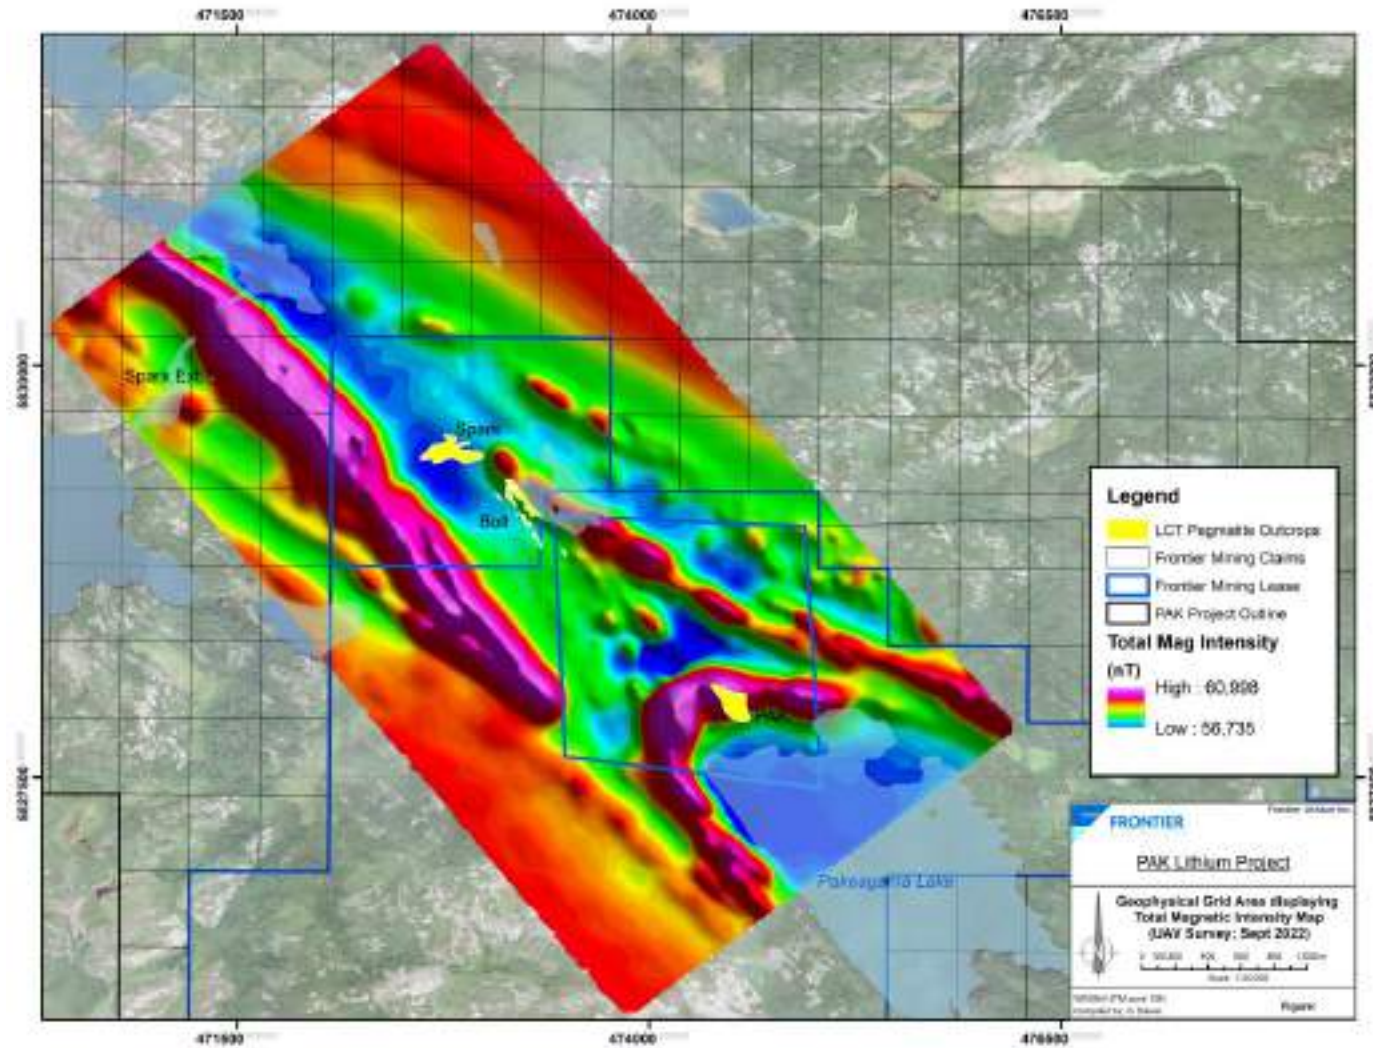 471500
474000
476500
Spark Ext.
Spark
Bolt
Pakeagama Lake
Legend
LCT Pegmatite Outcrops
Frontier Mining Claims
Frontier Mining Lease
PAK Project Outline
Total Mag Intensity
(nT)
High : 60,998
Low : 56,735
FRONTIER
PAK Lithium Project
Geophysical Grid Area displaying
Total Magnetic Intensity Map
(UAV Survey: Sept 2022)
Figure:
471500
474000
476500